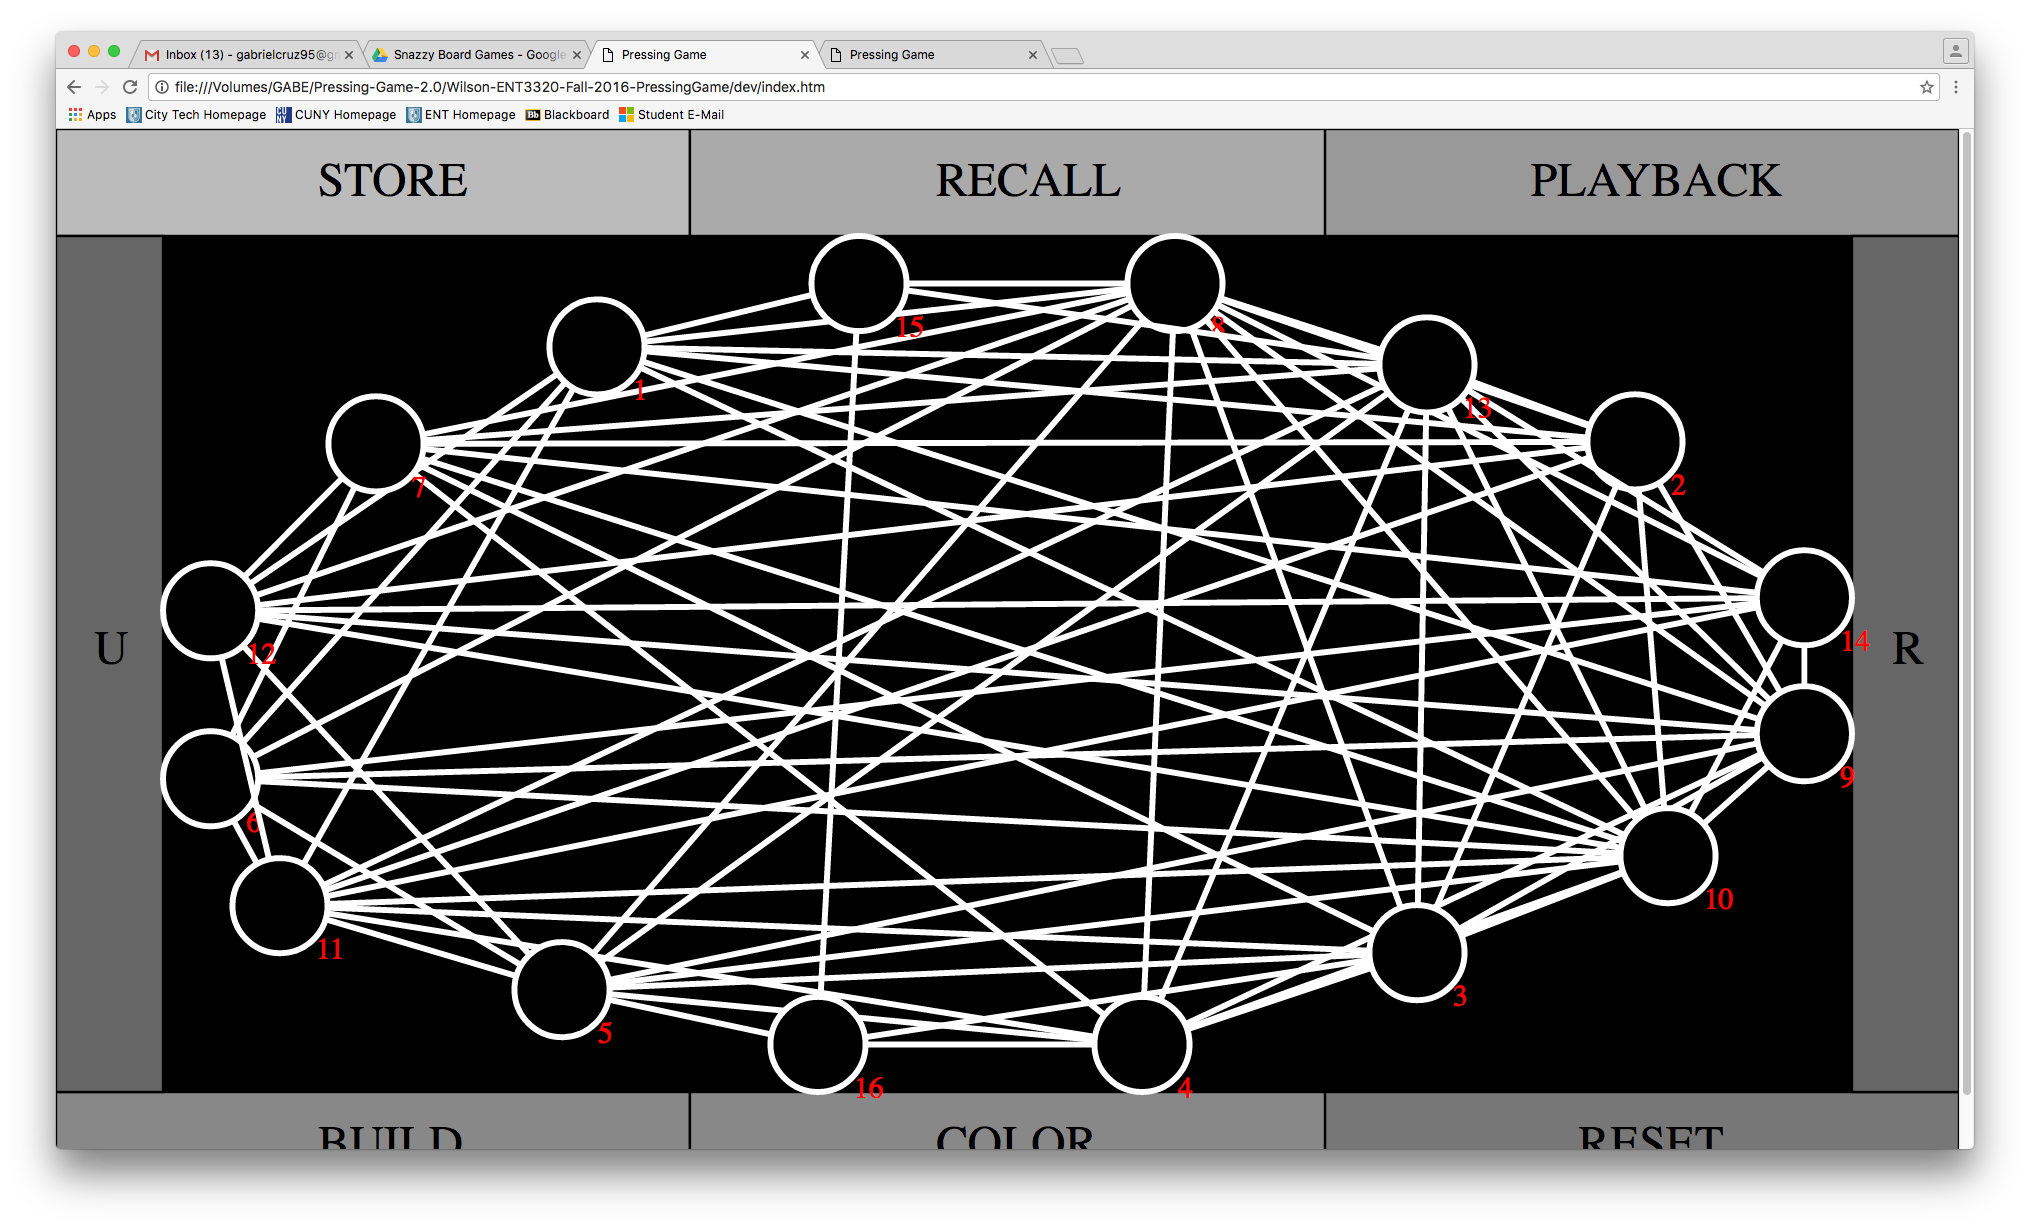 Inbox (13) - gabrielcruz95@gr
Snazzy Board Games - Google
Pressing Game
Pressing Game
file:///Volumes/GABE/Pressing-Game-2.0/Wilson-ENT3320-Fall-2016-PressingGame/dev/index.htm
Apps City Tech Homepage CUNY Homepage ENT Homepage Bb Blackboard Student E-Mail
STORE RECALL PLAYBACK
15
8
1
13
7
2
12
U
14
R
9
6
10
11
3
5
16
4
BUILD COLOR RESET